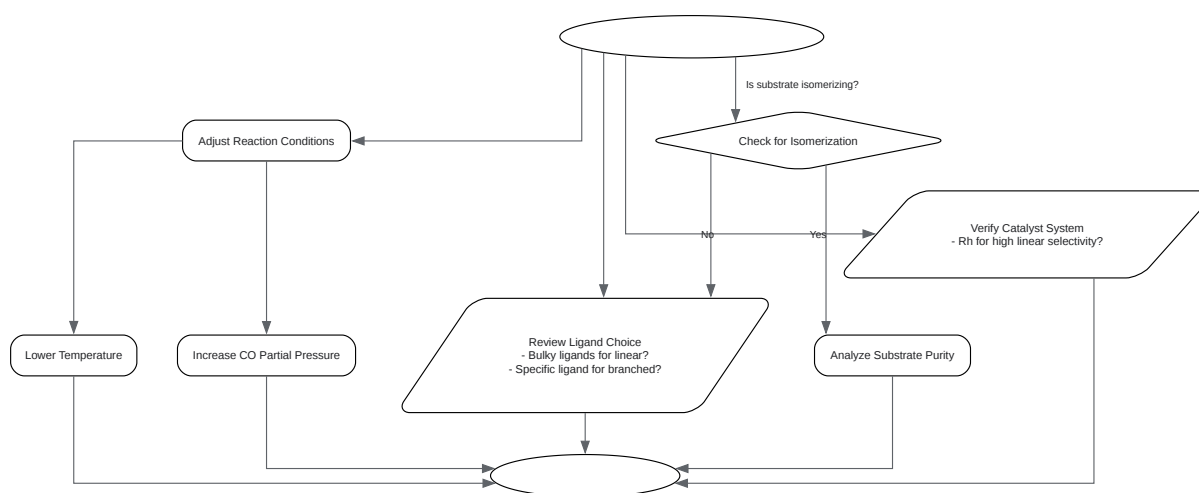 Is substrate isomerizing?
Adjust Reaction Conditions
Check for Isomerization
Verify Catalyst System
- Rh for high linear selectivity?
No
Yes
Review Ligand Choice
- Bulky ligands for linear?
- Specific ligand for branched?
Lower Temperature
Increase CO Partial Pressure
Analyze Substrate Purity